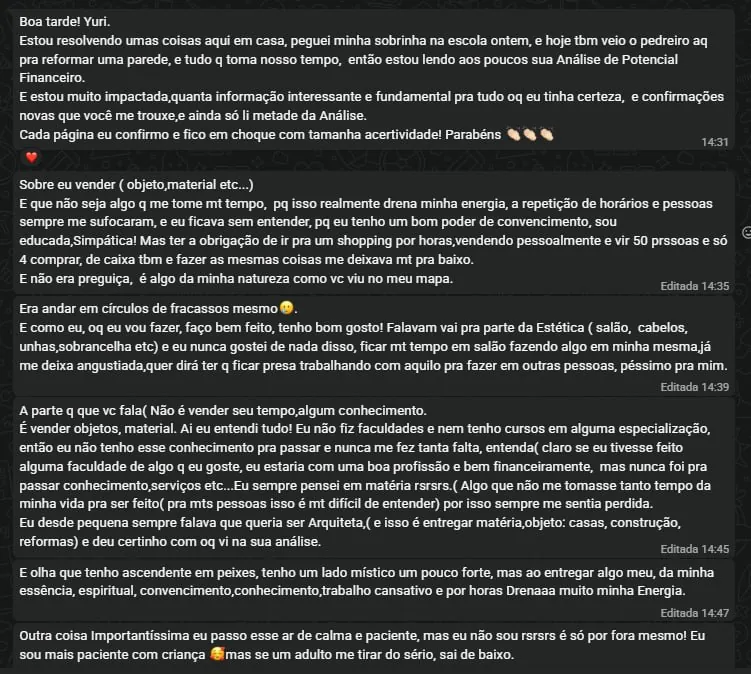 Boa tarde! Yuri.
Estou resolvendo umas coisas aqui em casa, peguei minha sobrinha na escola ontem, e hoje tbm veio o pedreiro aq
pra reformar uma parede, e tudo q toma nosso tempo, então estou lendo aos poucos sua Análise de Potencial
Financeiro.
E estou muito impactada,quanta informação interessante e fundamental pra tudo oq eu tinha certeza, e confirmações
novas que você me trouxe,e ainda só li metade da Análise.
Cada página eu confirmo e fico em choque com tamanha acertividade! Parabéns 👏🏻👏🏻👏🏻
14:31
❤️
Sobre eu vender ( objeto,material etc...)
E que não seja algo q me tome mt tempo, pq isso realmente drena minha energia, a repetição de horários e pessoas
sempre me sufocaram, e eu ficava sem entender, pq eu tenho um bom poder de convencimento, sou
educada,Simpática! Mas ter a obrigação de ir pra um shopping por horas,vendendo pessoalmente e vir 50 prssoas e só
4 comprar, de caixa tbm e fazer as mesmas coisas me deixava mt pra baixo.
E não era preguiça, é algo da minha natureza como vc viu no meu mapa.
Editada 14:35
Era andar em círculos de fracassos mesmo🥲.
E como eu, oq eu vou fazer, faço bem feito, tenho bom gosto! Falavam vai pra parte da Estética ( salão, cabelos,
unhas,sobrancelha etc) e eu nunca gostei de nada disso, ficar mt tempo em salão fazendo algo em minha mesma,já
me deixa angustiada,quer dirá ter q ficar presa trabalhando com aquilo pra fazer em outras pessoas, péssimo pra mim.
Editada 14:39
A parte q que vc fala( Não é vender seu tempo,algum conhecimento.
É vender objetos, material. Ai eu entendi tudo! Eu não fiz faculdades e nem tenho cursos em alguma especialização,
então eu não tenho esse conhecimento pra passar e nunca me fez tanta falta, entenda( claro se eu tivesse feito
alguma faculdade de algo q eu goste, eu estaria com uma boa profissão e bem financeiramente, mas nunca foi pra
passar conhecimento,serviços etc...Eu sempre pensei em matéria rsrsrs.( Algo que não me tomasse tanto tempo da
minha vida pra ser feito( pra mts pessoas isso é mt difícil de entender) por isso sempre me sentia perdida.
Eu desde pequena sempre falava que queria ser Arquiteta,( e isso é entregar matéria,objeto: casas, construção,
reformas) e deu certinho com oq vi na sua análise.
Editada 14:45
E olha que tenho ascendente em peixes, tenho um lado místico um pouco forte, mas ao entregar algo meu, da minha
essência, espiritual, convencimento,conhecimento,trabalho cansativo e por horas Drenaaa muito minha Energia.
Editada 14:47
Outra coisa Importantíssima eu passo esse ar de calma e paciente, mas eu não sou rsrsrs é só por fora mesmo! Eu
sou mais paciente com criança 🥰mas se um adulto me tirar do sério, sai de baixo.